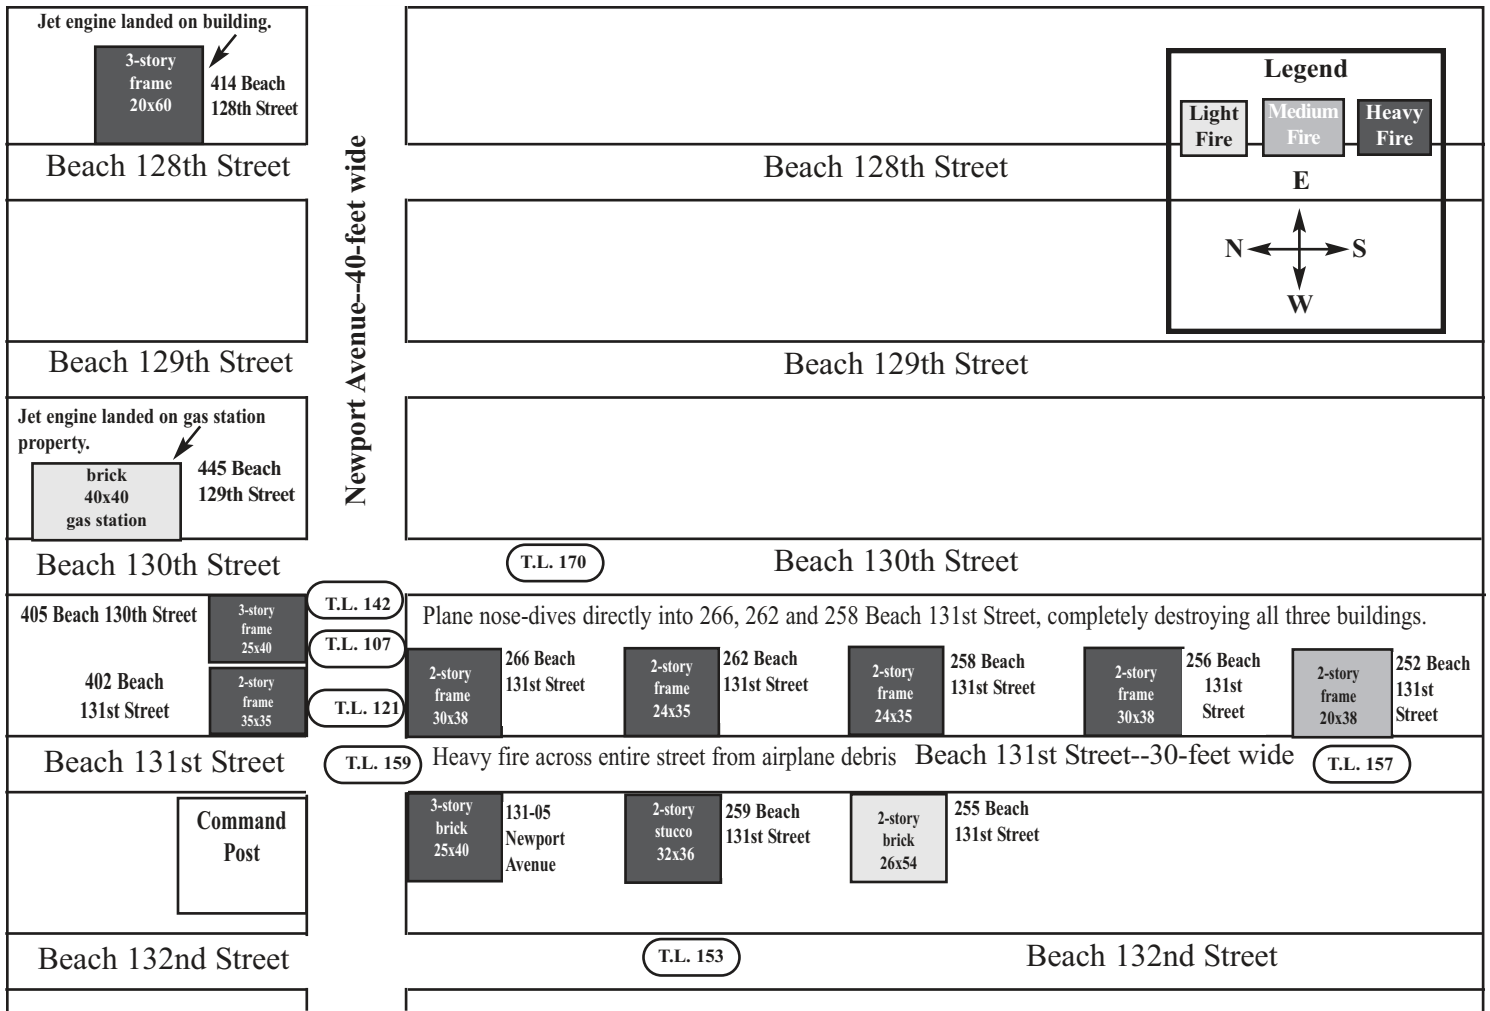 Jet engine landed on building.
3-story
frame
20x60
414 Beach
128th Street
Legend
Light
Fire
Medium
Fire
Heavy
Fire
E
N
S
W
Beach 128th Street
Beach 128th Street
Newport Avenue--40-feet wide
Beach 129th Street
Beach 129th Street
Jet engine landed on gas station
property.
brick
40x40
gas station
445 Beach
129th Street
Beach 130th Street
T.L. 170
Beach 130th Street
405 Beach 130th Street
3-story
frame
25x40
T.L. 142
T.L. 107
Plane nose-dives directly into 266, 262 and 258 Beach 131st Street, completely destroying all three buildings.
402 Beach
131st Street
2-story
frame
35x35
T.L. 121
2-story
frame
30x38
266 Beach
131st Street
2-story
frame
24x35
262 Beach
131st Street
2-story
frame
24x35
258 Beach
131st Street
2-story
frame
30x38
256 Beach
131st
Street
2-story
frame
20x38
252 Beach
131st
Street
Beach 131st Street
T.L. 159
Heavy fire across entire street from airplane debris
Beach 131st Street--30-feet wide
T.L. 157
Command
Post
3-story
brick
25x40
131-05
Newport
Avenue
2-story
stucco
32x36
259 Beach
131st Street
2-story
brick
26x54
255 Beach
131st Street
Beach 132nd Street
T.L. 153
Beach 132nd Street